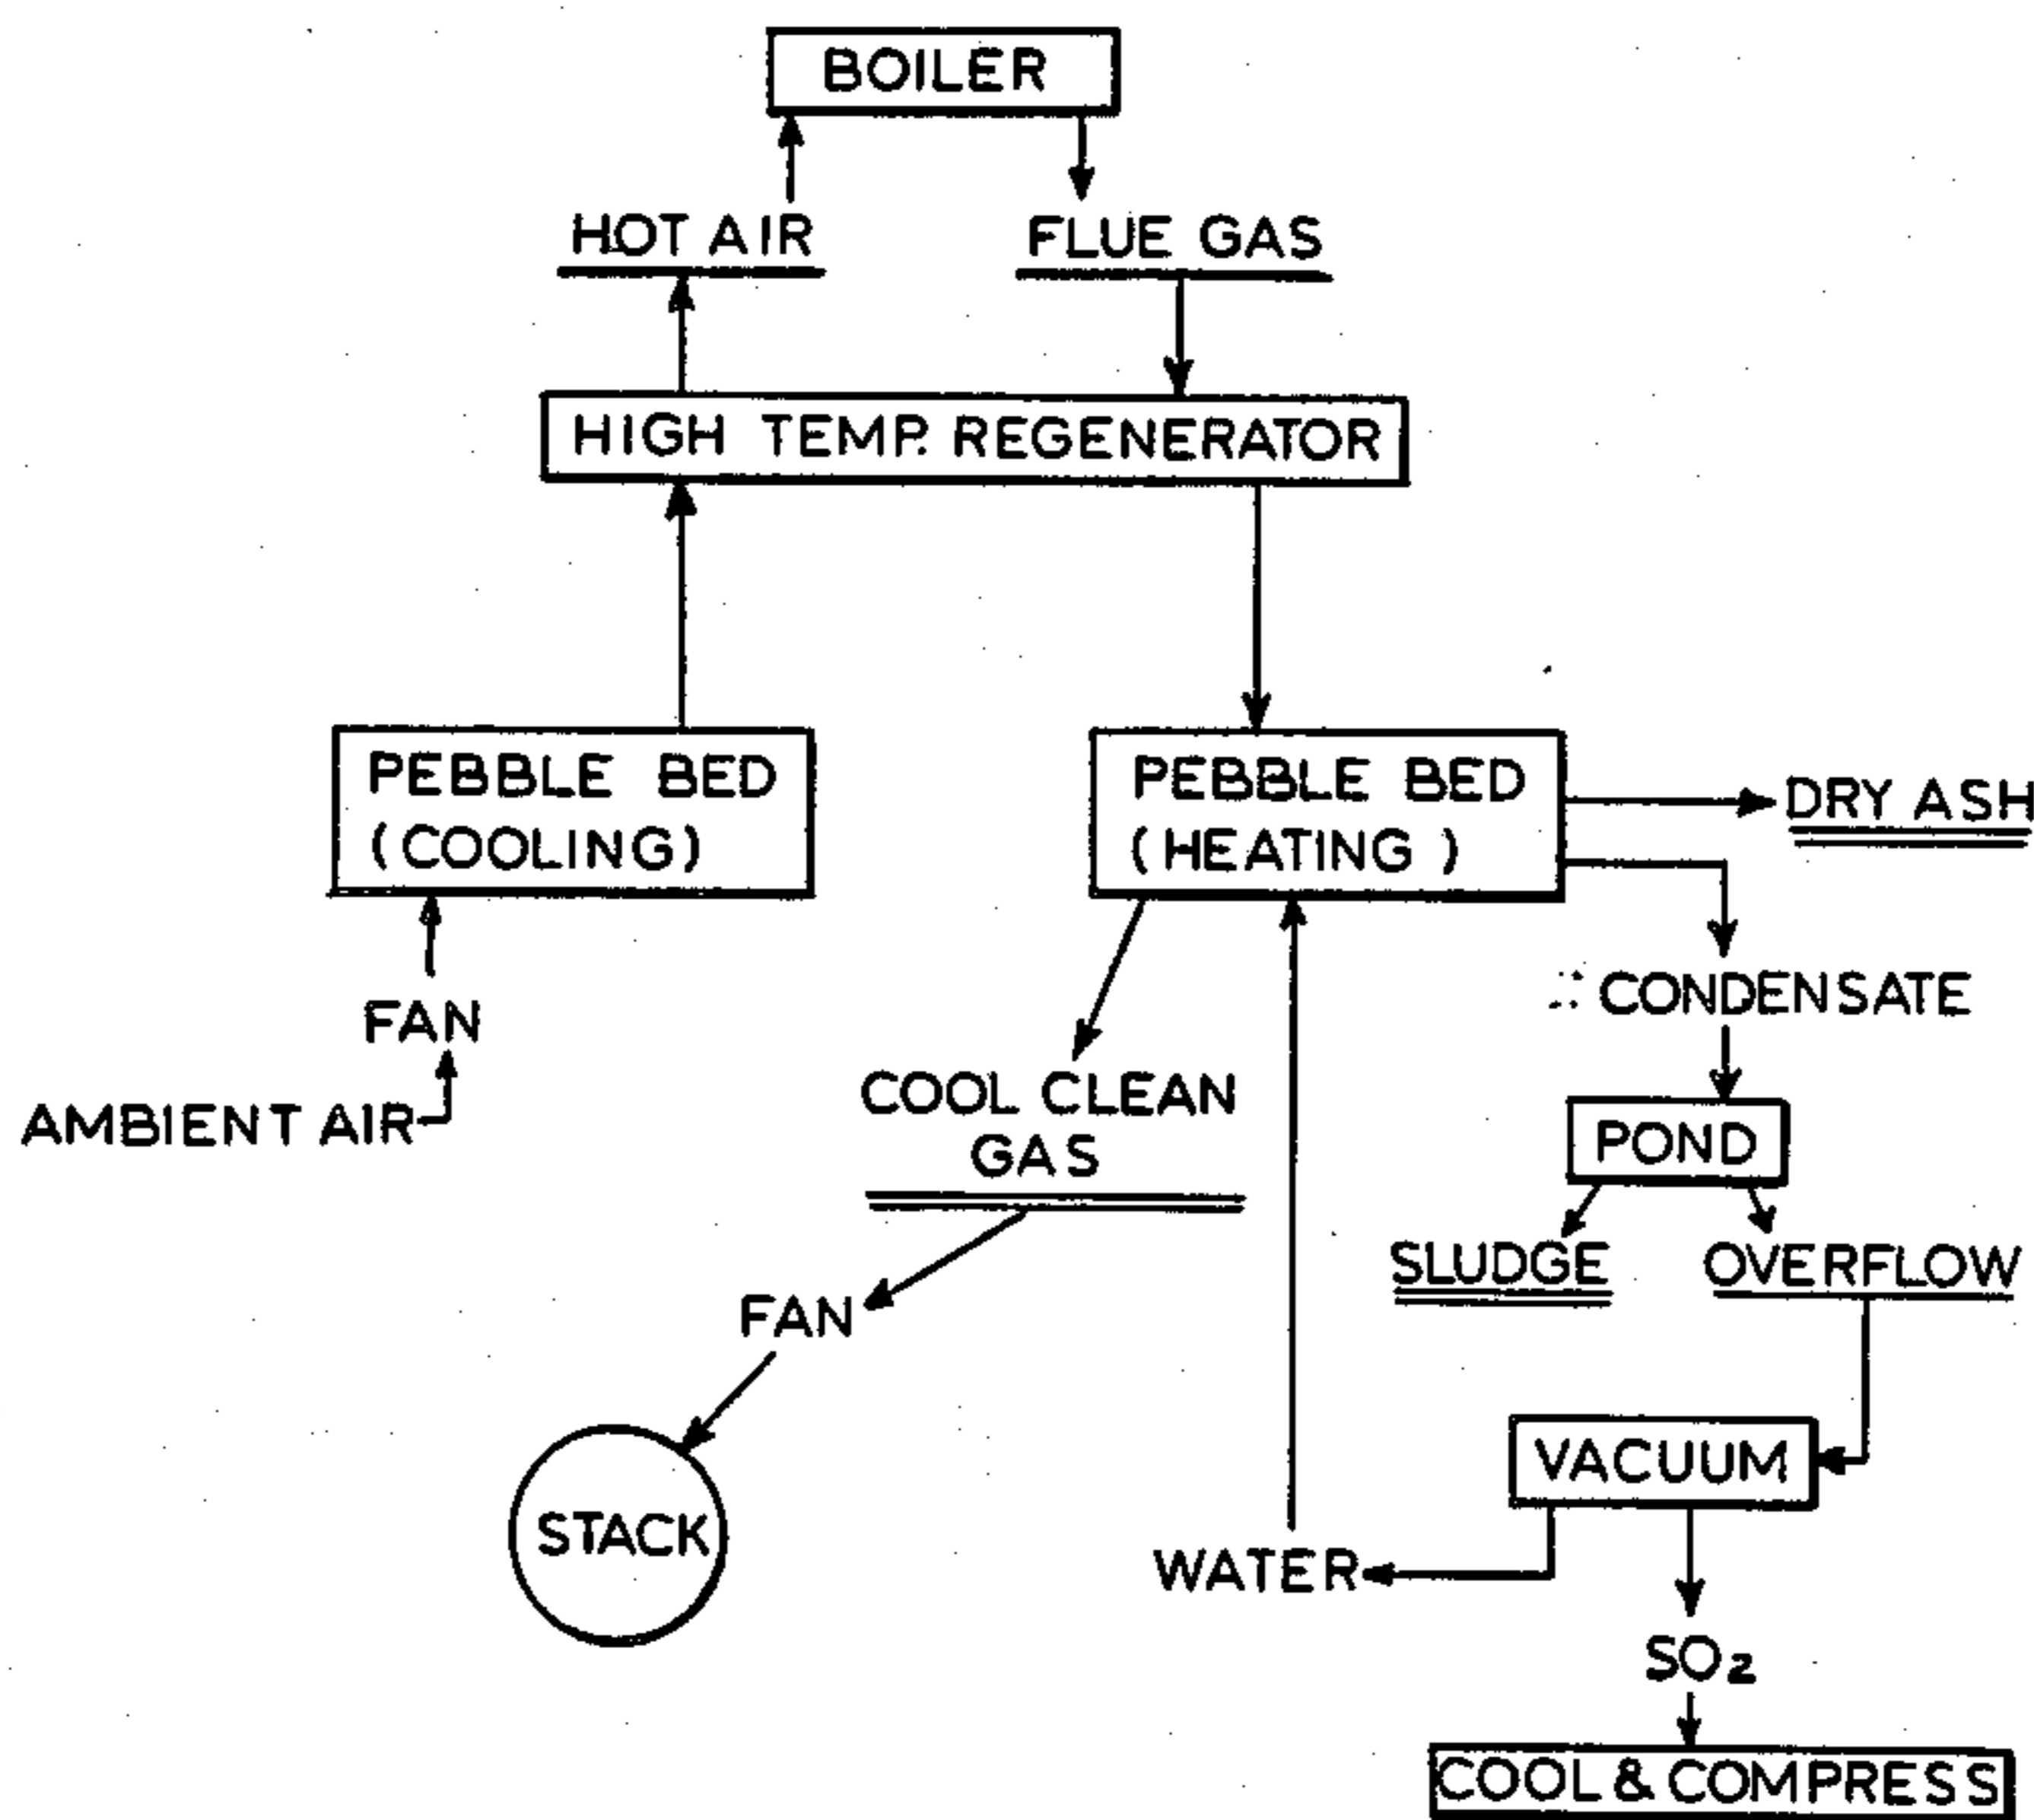 BOILER
HOT AIR
FLUE GAS
HIGH TEMP. REGENERATOR
PEBBLE BED
(COOLING)
PEBBLE BED
(HEATING)
DRY ASH
FAN
CONDENSATE
AMBIENT AIR
COOL CLEAN
GAS
POND
SLUDGE
OVERFLOW
FAN
VACUUM
STACK
WATER
SO₂
COOL & COMPRESS